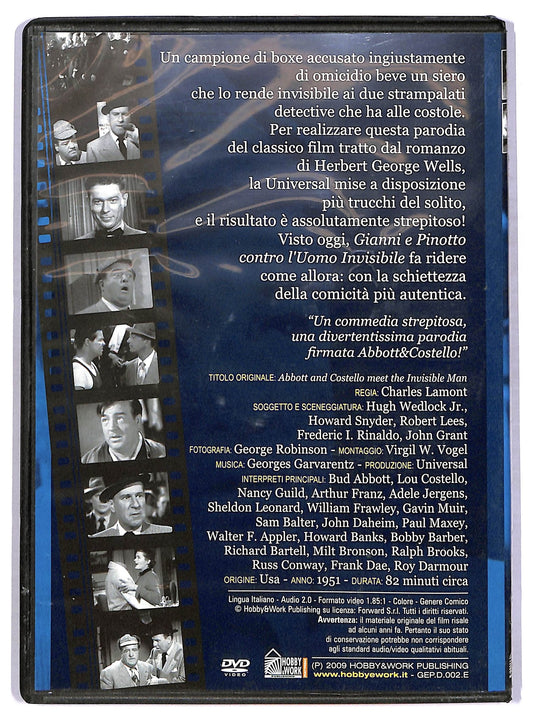 Un campione di boxe accusato ingiustamente
di omicidio beve un siero
che lo rende invisibile ai due strampalati
detective che ha alle costole.
Per realizzare questa parodia
del classico film tratto dal romanzo
di Herbert George Wells,
la Universal mise a disposizione
più trucchi del solito,
e il risultato è assolutamente strepitoso!
Visto oggi, Gianni e Pinotto
contro l'Uomo Invisibile fa ridere
come allora: con la schiettezza
della comicità più autentica.
“Un commedia strepitosa,
una divertentissima parodia
firmata Abbott&Costello!”
TITOLO ORIGINALE: Abbott and Costello meet the Invisible Man
REGIA: Charles Lamont
SOGGETTO E SCENEGGIATURA: Hugh Wedlock Jr.,
Howard Snyder, Robert Lees,
Frederic I. Rinaldo, John Grant
FOTOGRAFIA: George Robinson - MONTAGGIO: Virgil W. Vogel
MUSICA: Georges Garvarentz - PRODUZIONE: Universal
INTERPRETI PRINCIPALI: Bud Abbott, Lou Costello,
Nancy Guild, Arthur Franz, Adele Jergens,
Sheldon Leonard, William Frawley, Gavin Muir,
Sam Balter, John Daheim, Paul Maxey,
Walter F. Appler, Howard Banks, Bobby Barber,
Richard Bartell, Milt Bronson, Ralph Brooks,
Russ Conway, Frank Dae, Roy Darmour
ORIGINE: Usa - ANNO: 1951 - DURATA: 82 minuti circa
Lingua Italiano - Audio 2.0 - Formato video 1.85:1 - Colore - Genere Comico
© HobbyeWork Publishing su licenza: Forward S.r.l. Tutti i diritti riservati.
Avvertenza: il materiale originale del film risale
ad alcuni anni fa. Pertanto il suo stato
di conservazione potrebbe non corrispondere
agli standard audio/video qualitativi abituali.
DVD VIDEO
HOBBY & WORK
(P) 2009 HOBBY&WORK PUBLISHING
www.hobbyework.it - GEP.D.002.E